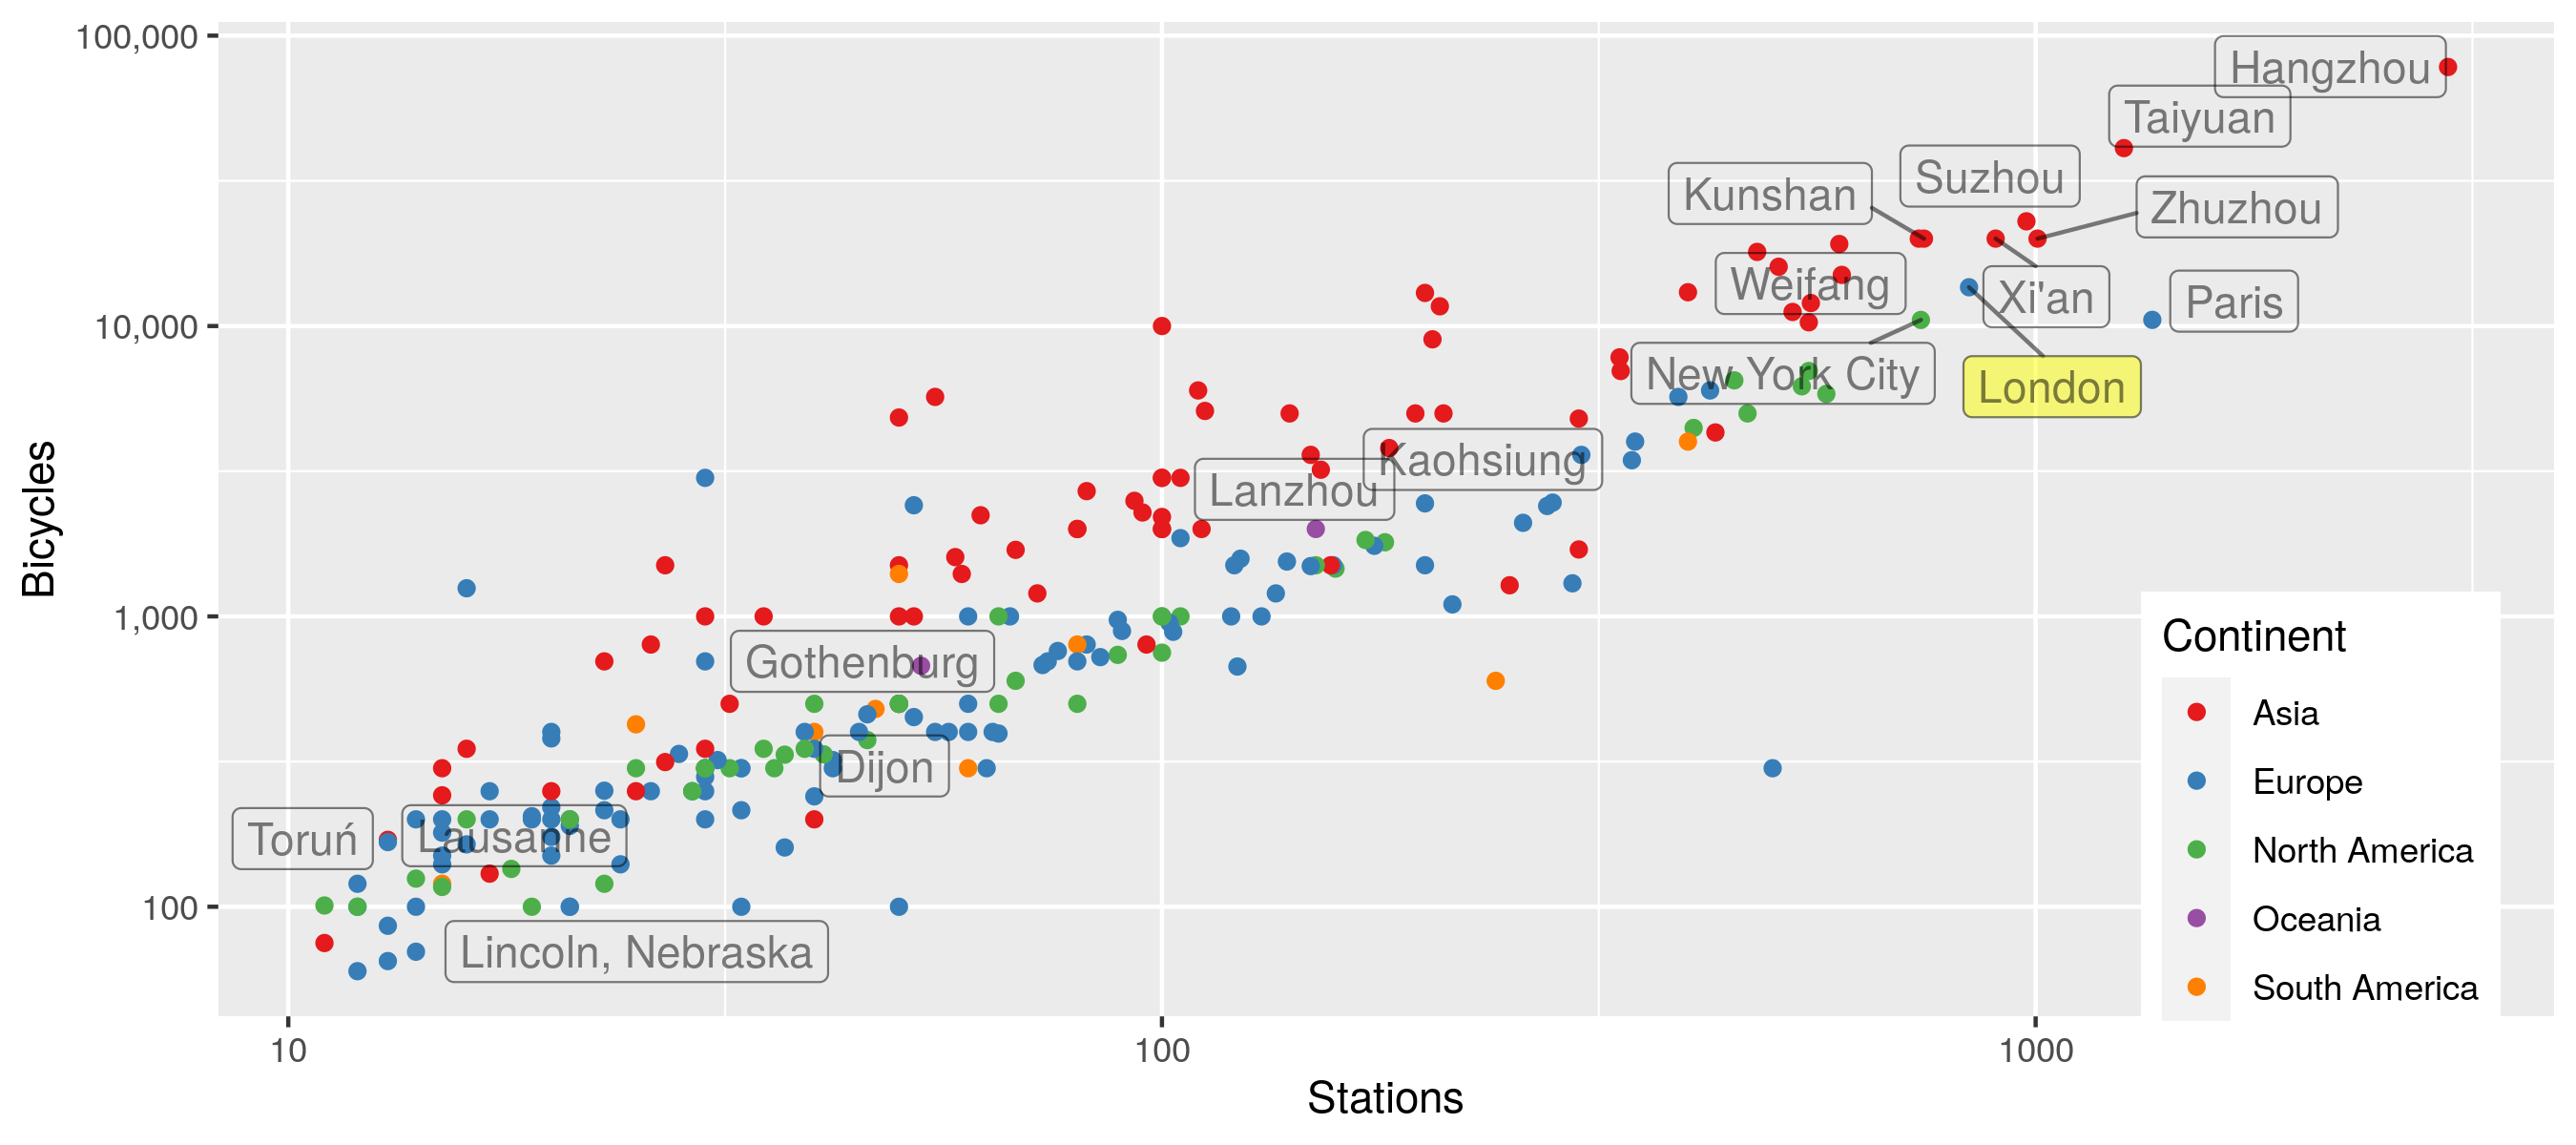 100,000
10,000
1,000
100
Bicycles
Hangzhou
Taiyuan
Suzhou
Kunshan
Zhuzhou
Weifang
Xi'an
Paris
New York City
London
Kaohsiung
Lanzhou
Gothenburg
Dijon
Toruń
Lausanne
Lincoln, Nebraska
Continent
Asia
Europe
North America
Oceania
South America
10
100
1000
Stations